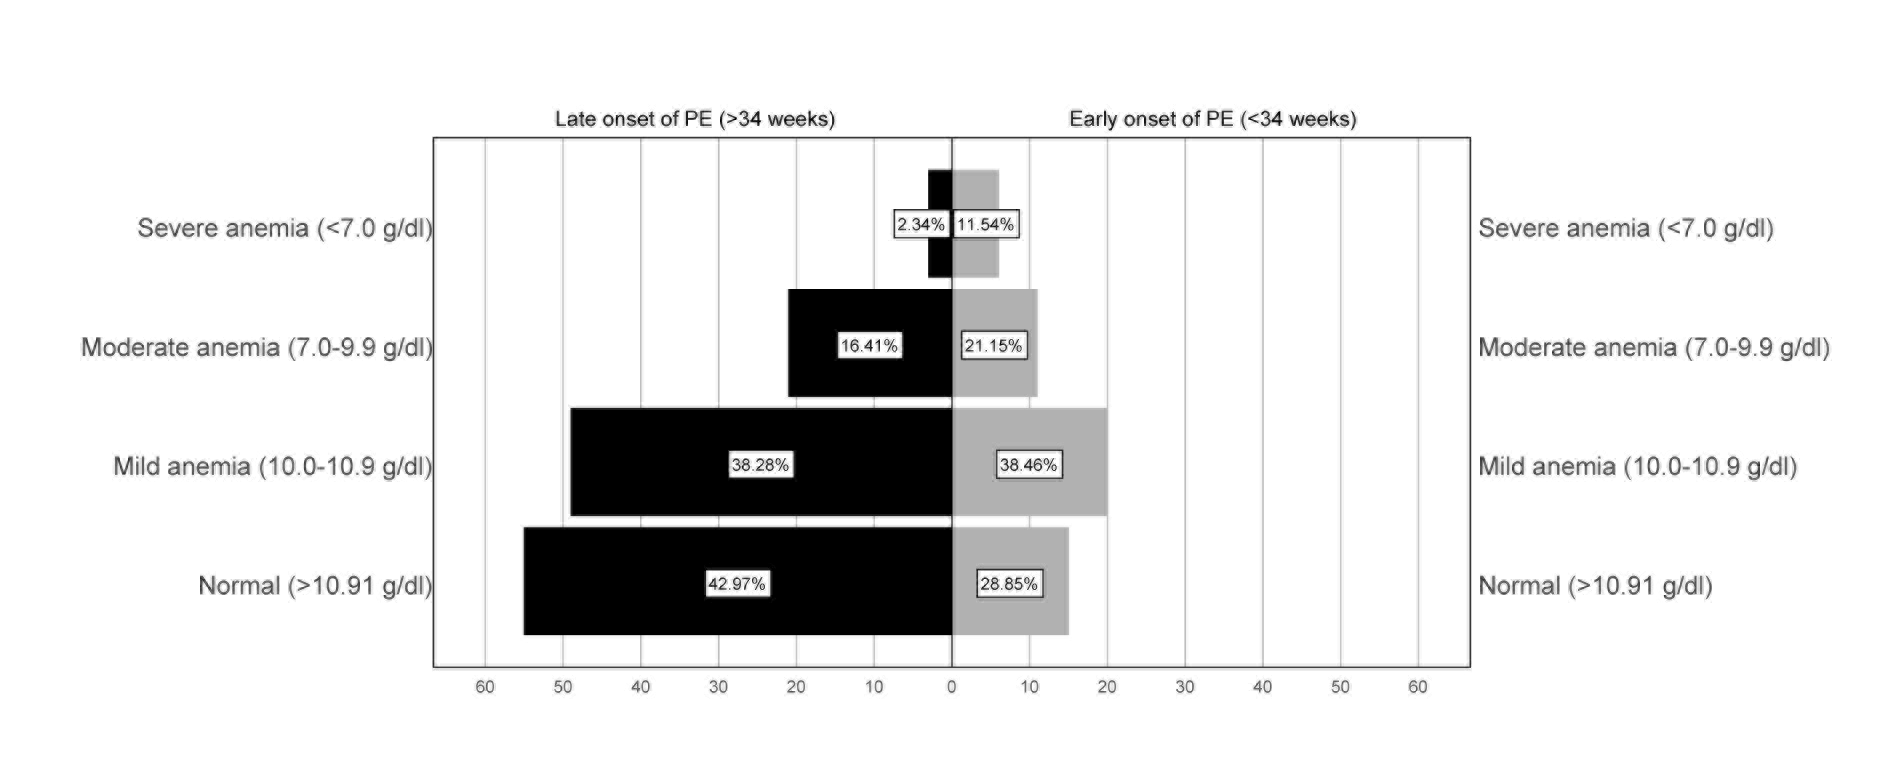 Late onset of PE (>34 weeks) Early onset of PE (<34 weeks)
Severe anemia (<7.0 g/dl) 2.34% 11.54% Severe anemia (<7.0 g/dl)
Moderate anemia (7.0-9.9 g/dl) 16.41% 21.15% Moderate anemia (7.0-9.9 g/dl)
Mild anemia (10.0-10.9 g/dl) 38.28% 38.46% Mild anemia (10.0-10.9 g/dl)
Normal (>10.91 g/dl) 42.97% 28.85% Normal (>10.91 g/dl)
60 50 40 30 20 10 0 10 20 30 40 50 60